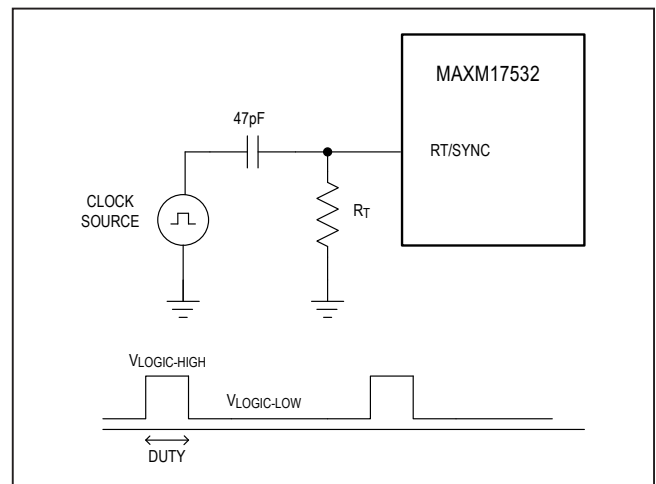 MAXM17532
47pF
RT/SYNC
CLOCK
SOURCE
RT
VLOGIC-HIGH
VLOGIC-LOW
DUTY